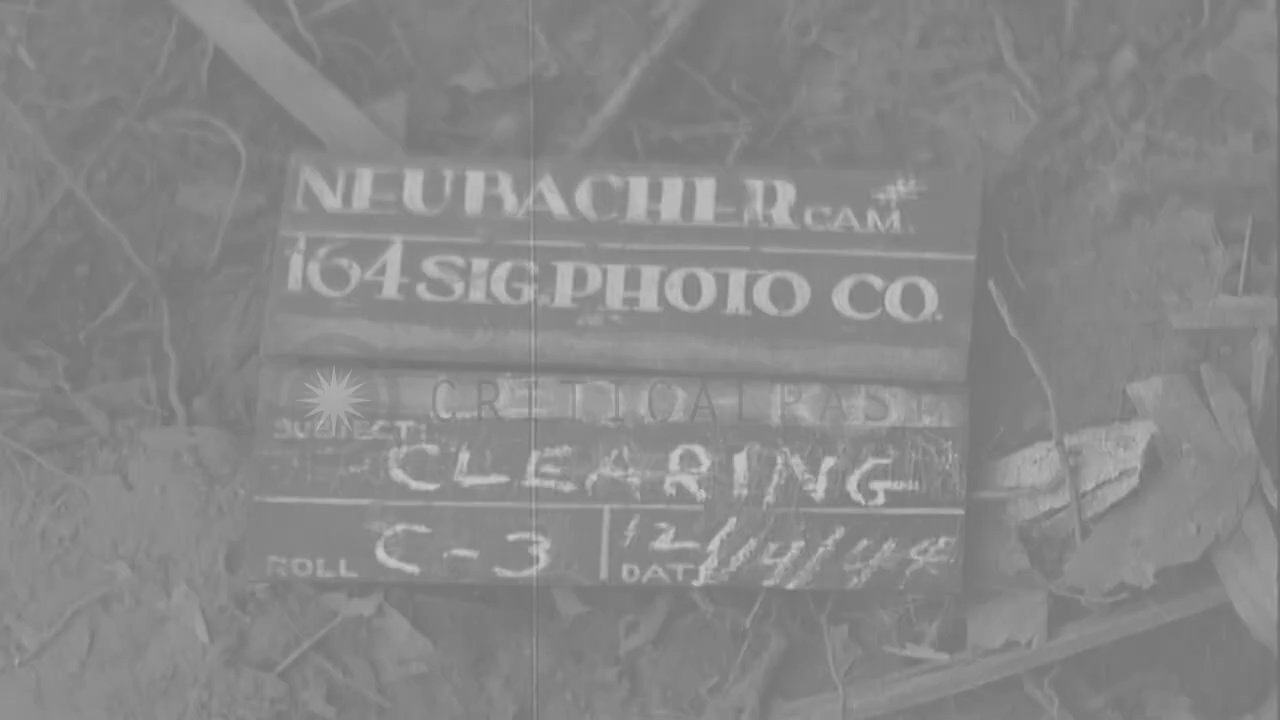 NEUBACHER CAM.
164 SIG. PHOTO CO.
CRITICALPAST
SUBJECT:
CLEARING
ROLL C-3
DATE 12/14/44